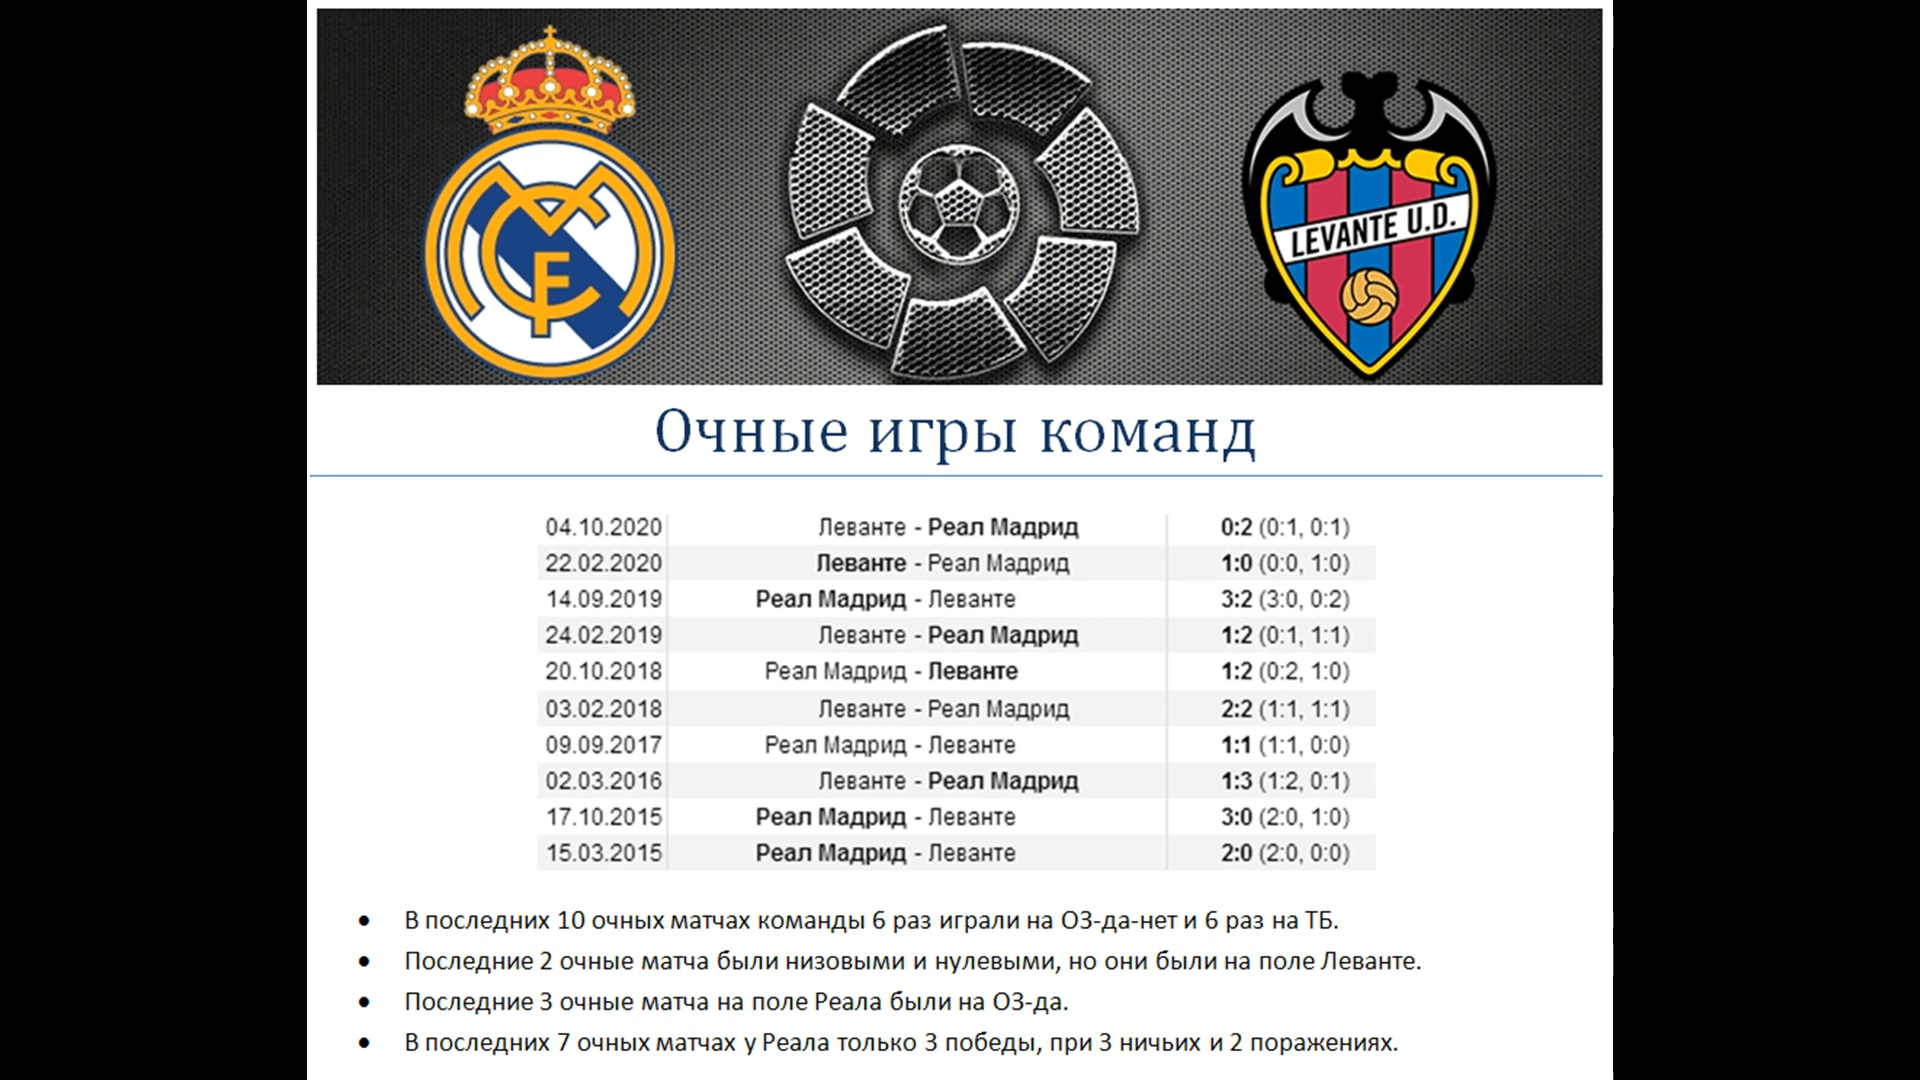 LEVANTE U.D.
Очные игры команд
04.10.2020 Леванте - Реал Мадрид 0:2 (0:1, 0:1)
22.02.2020 Леванте - Реал Мадрид 1:0 (0:0, 1:0)
14.09.2019 Реал Мадрид - Леванте 3:2 (3:0, 0:2)
24.02.2019 Леванте - Реал Мадрид 1:2 (0:1, 1:1)
20.10.2018 Реал Мадрид - Леванте 1:2 (0:2, 1:0)
03.02.2018 Леванте - Реал Мадрид 2:2 (1:1, 1:1)
09.09.2017 Реал Мадрид - Леванте 1:1 (1:1, 0:0)
02.03.2016 Леванте - Реал Мадрид 1:3 (1:2, 0:1)
17.10.2015 Реал Мадрид - Леванте 3:0 (2:0, 1:0)
15.03.2015 Реал Мадрид - Леванте 2:0 (2:0, 0:0)
• В последних 10 очных матчах команды 6 раз играли на ОЗ-да-нет и 6 раз на ТБ.
• Последние 2 очные матча были низовыми и нулевыми, но они были на поле Леванте.
• Последние 3 очные матча на поле Реала были на ОЗ-да.
• В последних 7 очных матчах у Реала только 3 победы, при 3 ничьих и 2 поражениях.